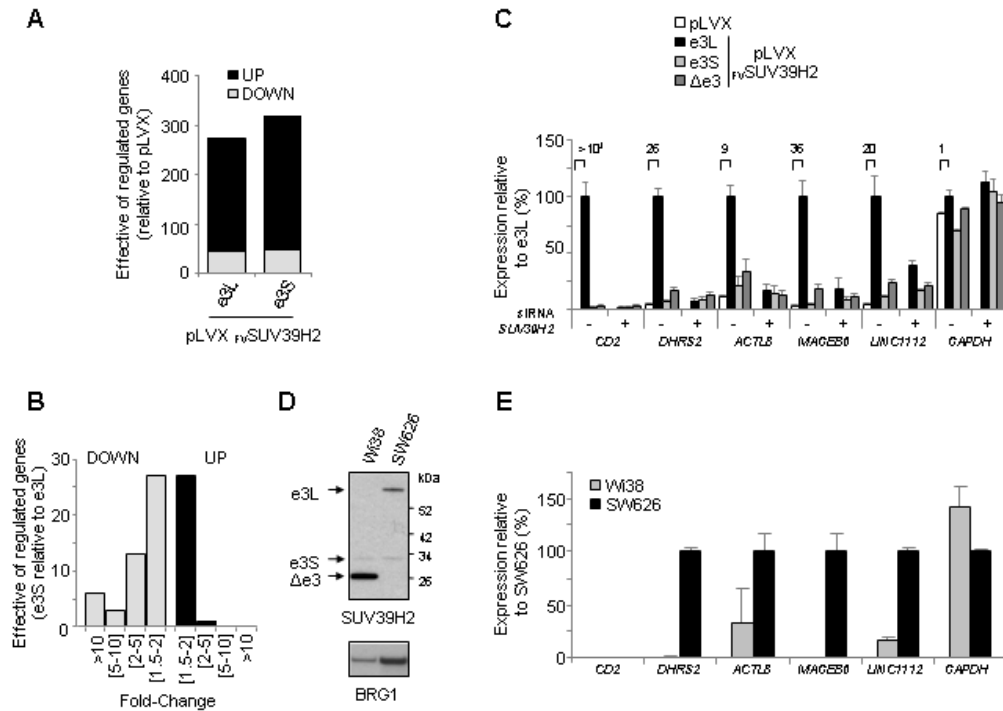 A
UP
DOWN
400
300
200
100
0
Effective of regulated genes
(relative to pLVX)
e3L
e3S
pLVX FVSUV39H2
C
pLVX
e3L
e3S
Δe3
pLVX
FVSUV39H2
150
100
50
Expression relative
to e3L (%)
26
9
36
20
1
siRNA
SUV39H2
- + - + - + - + - + - +
CD2 DHRS2 ACTL8 MAGEB6 LINC1112 GAPDH
B
DOWN UP
30
20
10
0
Effective of regulated genes
(e3S relative to e3L)
>10
[5-10]
[2-5]
[1.5-2]
[1.5-2]
[2-5]
[5-10]
>10
Fold-Change
D
Wi38
SW626
kDa
e3L
52
42
e3S
34
Δe3
26
SUV39H2
BRG1
E
Wi38
SW626
150
100
50
0
Expression relative
to SW626 (%)
CD2 DHRS2 ACTL8 MAGEB6 LINC1112 GAPDH